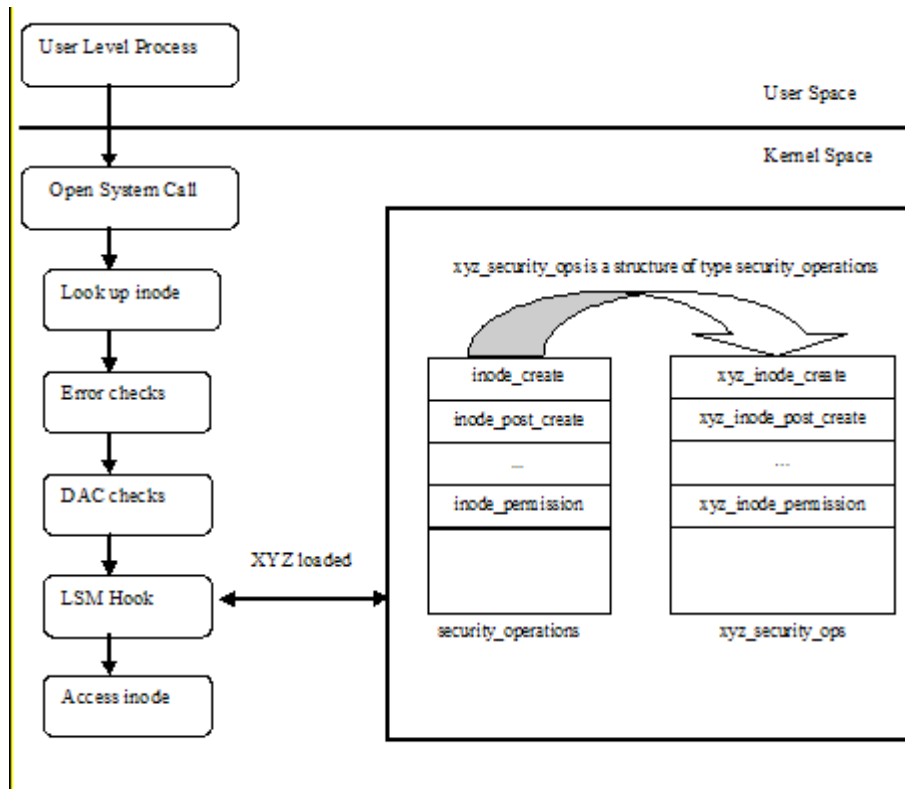 User Level Process
User Space
Kernel Space
Open System Call
xyz_security_ops is a structure of type security_operations
Look up inode
Error checks
DAC checks
XYZ loaded
LSM Hook
Access inode
inode_create
inode_post_create
...
inode_permission
security_operations
xyz_inode_create
xyz_inode_post_create
...
xyz_inode_permission
xyz_security_ops